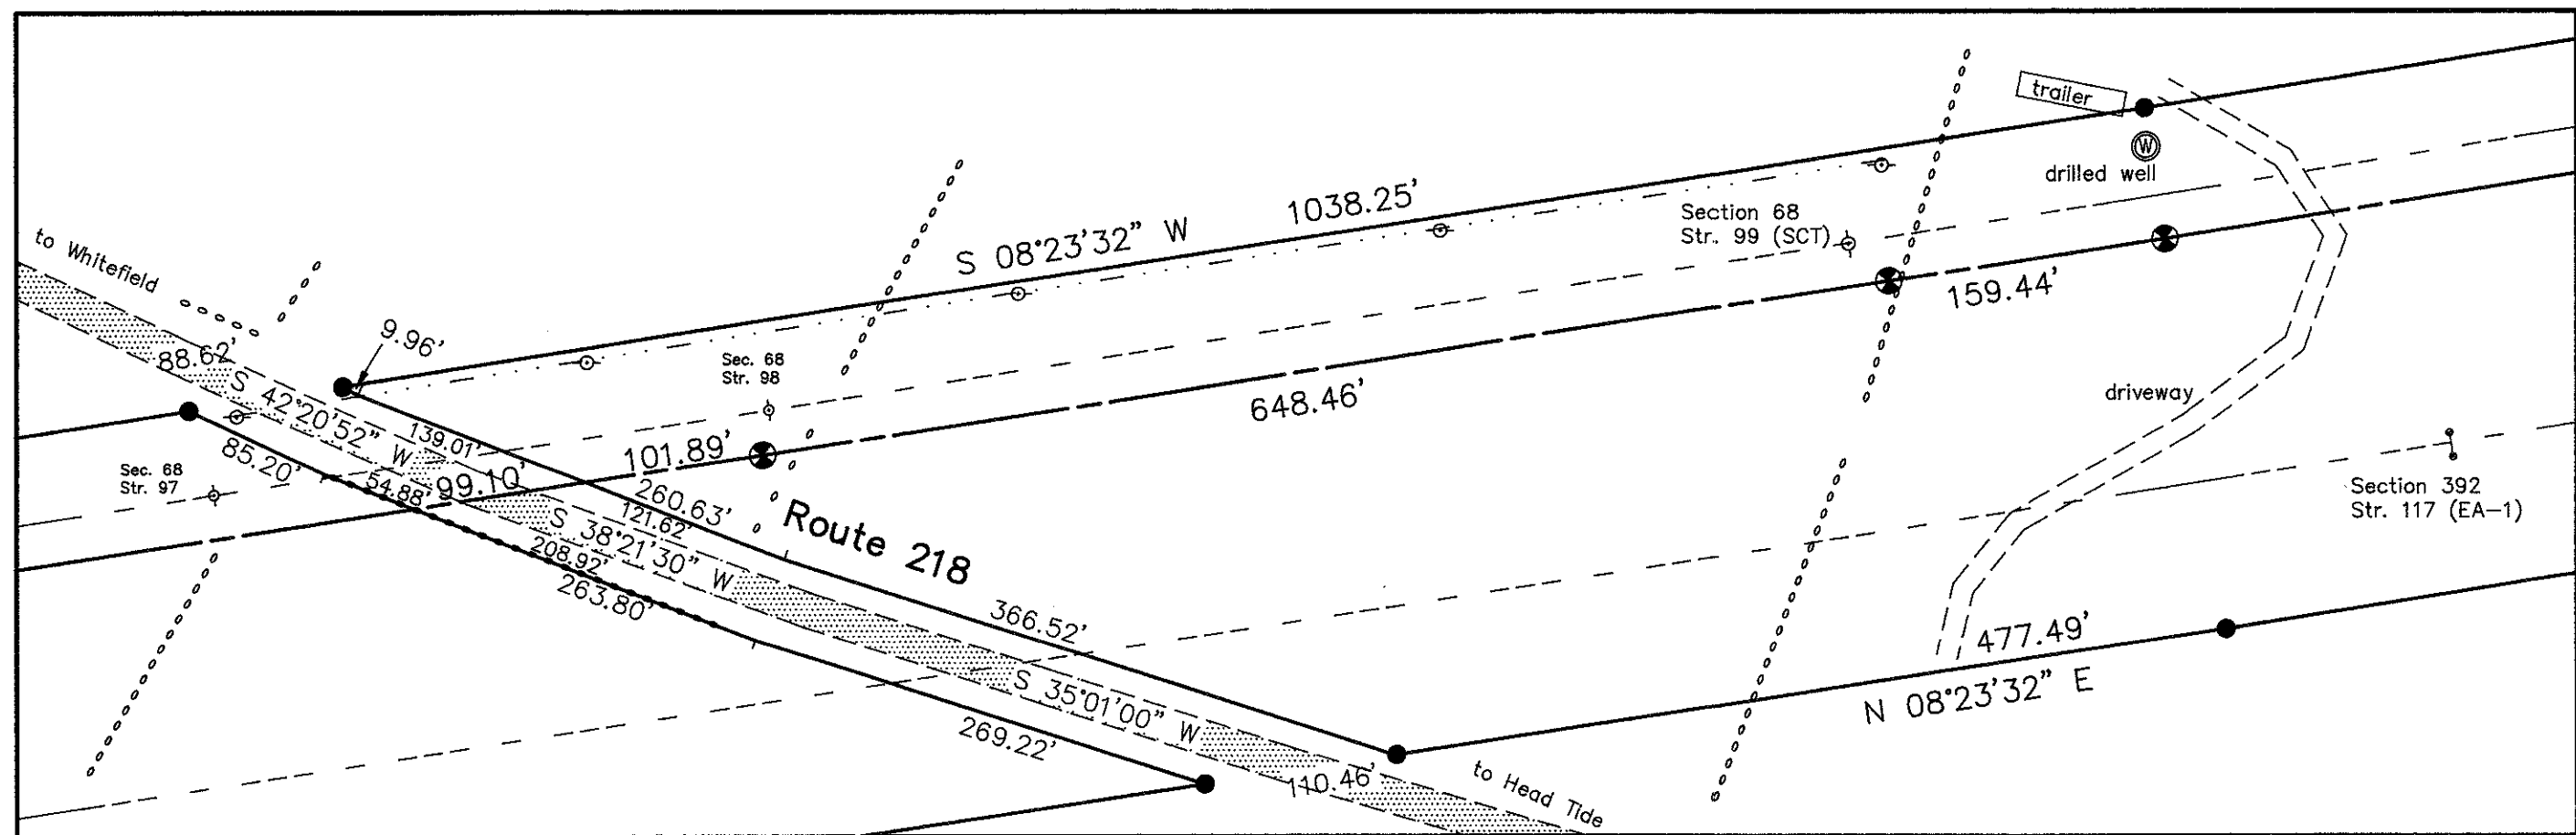 trailer
drilled well
S 08°23'32" W
1038.25'
Section 68
Str. 99 (SCT)
to Whitefield
9.96'
159.44'
88.62'
S 42°20'52" W
Sec. 68
Str. 98
648.46'
driveway
139.01'
101.89'
85.20'
Sec. 68
Str. 97
54.88'
99.10'
260.63'
121.62'
Route 218
S 38°21'30" W
208.92'
263.80'
Section 392
Str. 117 (EA-1)
366.52'
477.49'
N 08°23'32" E
S 35°01'00" W
269.22'
110.46'
to Head Tide
W